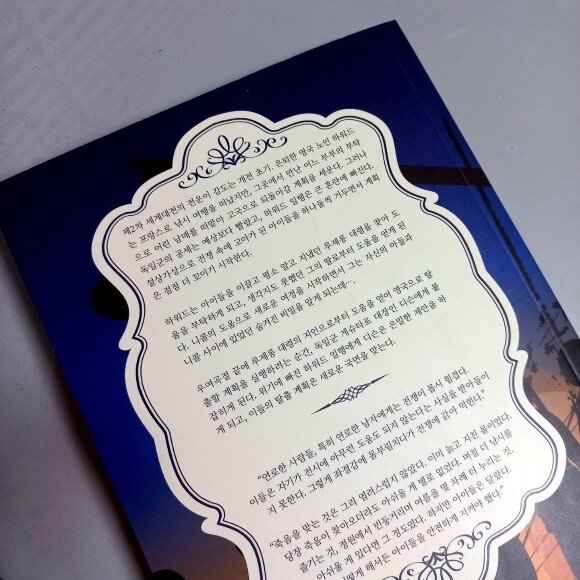 제2차 세계대전의 전운이 감도는 개전 초기, 은퇴한 영국 노인 하워드
는 프랑스로 낚시 여행을 떠났지만, 그곳에서 만난 어느 부부의 부탁
으로 어린 남매를 떠맡아 고국으로 되돌아갈 계획을 세운다. 그러나
독일군의 공세는 예상보다 빨랐고, 하워드 일행은 큰 혼란에 빠진다.
설상가상으로 전쟁 속에 고아가 된 아이들을 하나둘씩 거두면서 계획
은 점점 더 꼬이기 시작한다.
하워드는 아이들을 이끌고 평소 알고 지냈던 루제롱 대령을 찾아 도
움을 부탁하게 되고, 생각지도 못했던 그의 딸로부터 도움을 얻게 된
다. 니콜의 도움으로 새로운 여정을 시작하면서 그는 자신의 아들과
니콜 사이에 있었던 숨겨진 비밀을 알게 되는데…
우여곡절 끝에 루제롱 대령의 지인으로부터 도움을 얻어 영국으로 탈
출할 계획을 실행하려는 순간, 독일군 게슈타포 대장인 디슨에게 붙
잡히게 된다. 위기에 빠진 하워드 일행에게 디슨은 은밀한 제안을 하
게 되고, 이들의 탈출 계획은 새로운 국면을 맞는다.
“연로한 사람들, 특히 연로한 남자에게는 전쟁이 몹시 힘겹다.
이들은 자기가 전시에 아무런 도움도 되지 않는다는 사실을 받아들이
지 못한다. 그렇게 좌절감에 몸부림치다가 전쟁에 갉아 먹힌다.”
“죽음을 맞는 것은 그리 염려스럽지 않았다. 이미 늙고 지친 몸이었다.
당장 죽음이 찾아오더라도 아쉬울 게 별로 없었다. 며칠 더 낚시를
즐기는 것, 정원에서 빈둥거리며 여름을 몇 차례 더 누리는 것.
아쉬울 게 있다면 그 정도였다. 하지만 아이들은 달랐다.
떻게 해서든 아이들을 안전하게 지켜야 했다.”